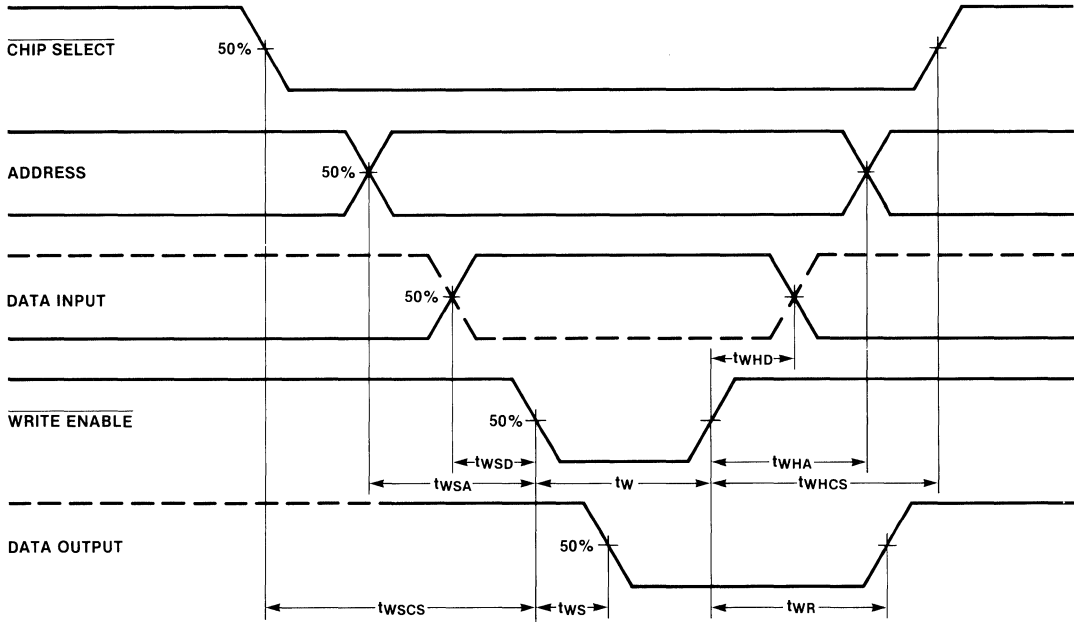 CHIP SELECT
50%
ADDRESS
50%
DATA INPUT
50%
tWHD
WRITE ENABLE
50%
tWSD
tWHA
tWSA
tW
tWHCS
DATA OUTPUT
50%
tWSCS
tWS
tWR